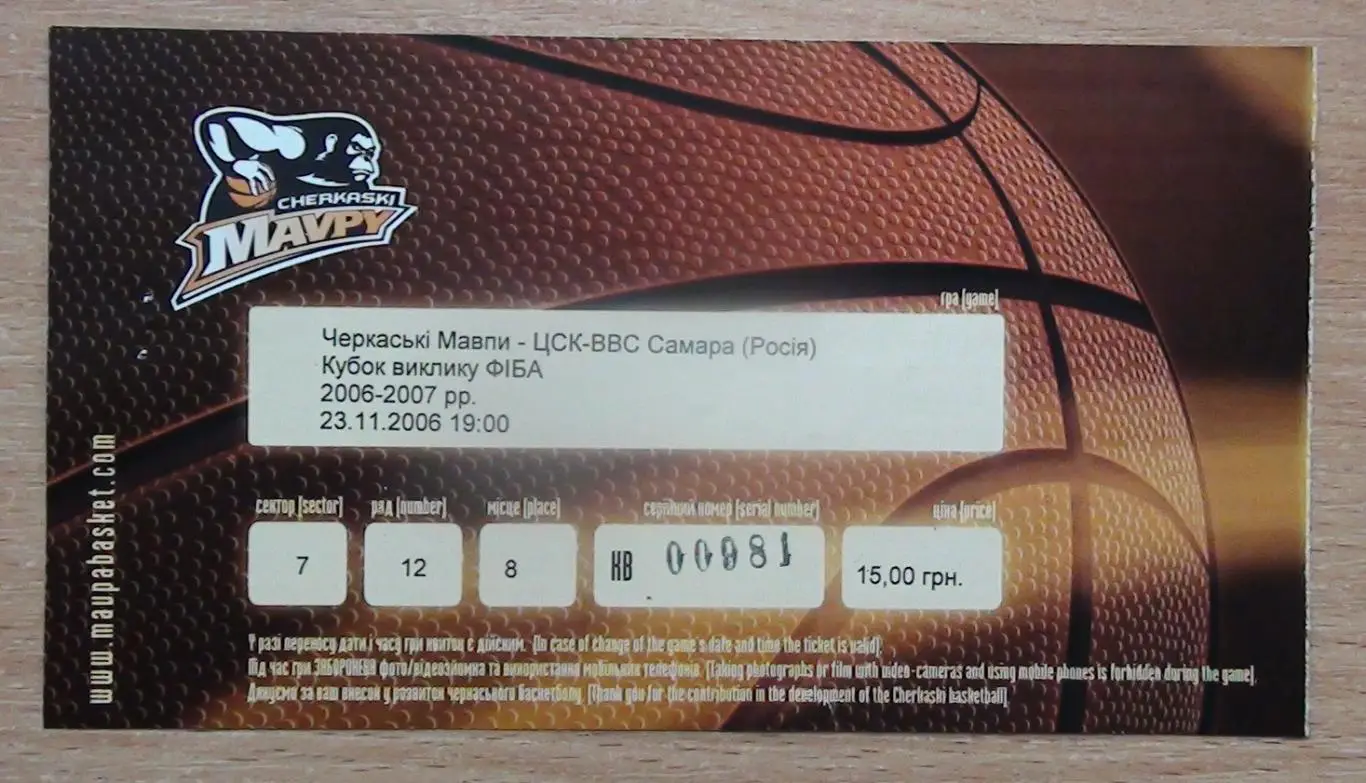 CHERKASKI
MAVPY
гра [game]
Черкаські Мавпи - ЦСК-ВВС Самара (Росія)
Кубок виклику ФІБА
2006-2007 рр.
23.11.2006 19:00
www.maupabasket.com
сектор [sector] ряд [number] місце [place] серійний номер [serial number] ціна [price]
7 12 8 КВ 00081 15,00 грн.
У разі переносу дати і часу гри квиток є дійсним. [In case of change of the game's date and time the ticket is valid].
Під час гри ЗАБОРОНЕНА фото/відеозйомка та використання мобільних телефонів. [Taking photographs or film with video-cameras and using mobile phones is forbidden during the game].
Дякуємо за ваш внесок у розвиток черкаського баскетболу. [Thank you for the contribution in the development of the Cherkaski basketball].